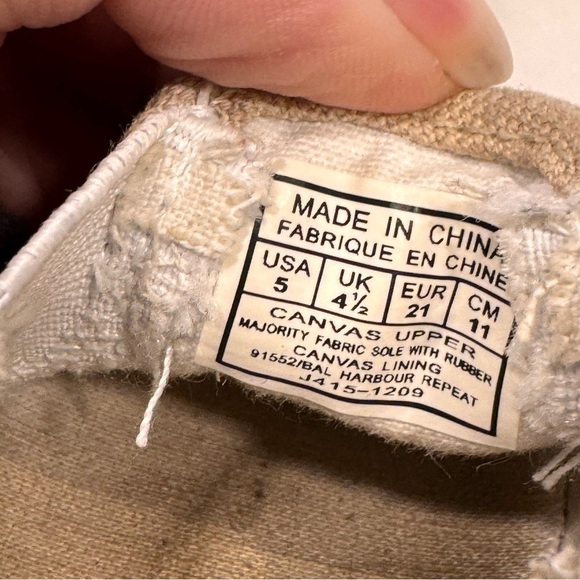 MADE IN CHINA
FABRIQUE EN CHINE
USA UK EUR CM
5 4½ 21 11
CANVAS UPPER
MAJORITY FABRIC SOLE WITH RUBBER
CANVAS LINING
91552/BAL HARBOUR REPEAT
J415-1209